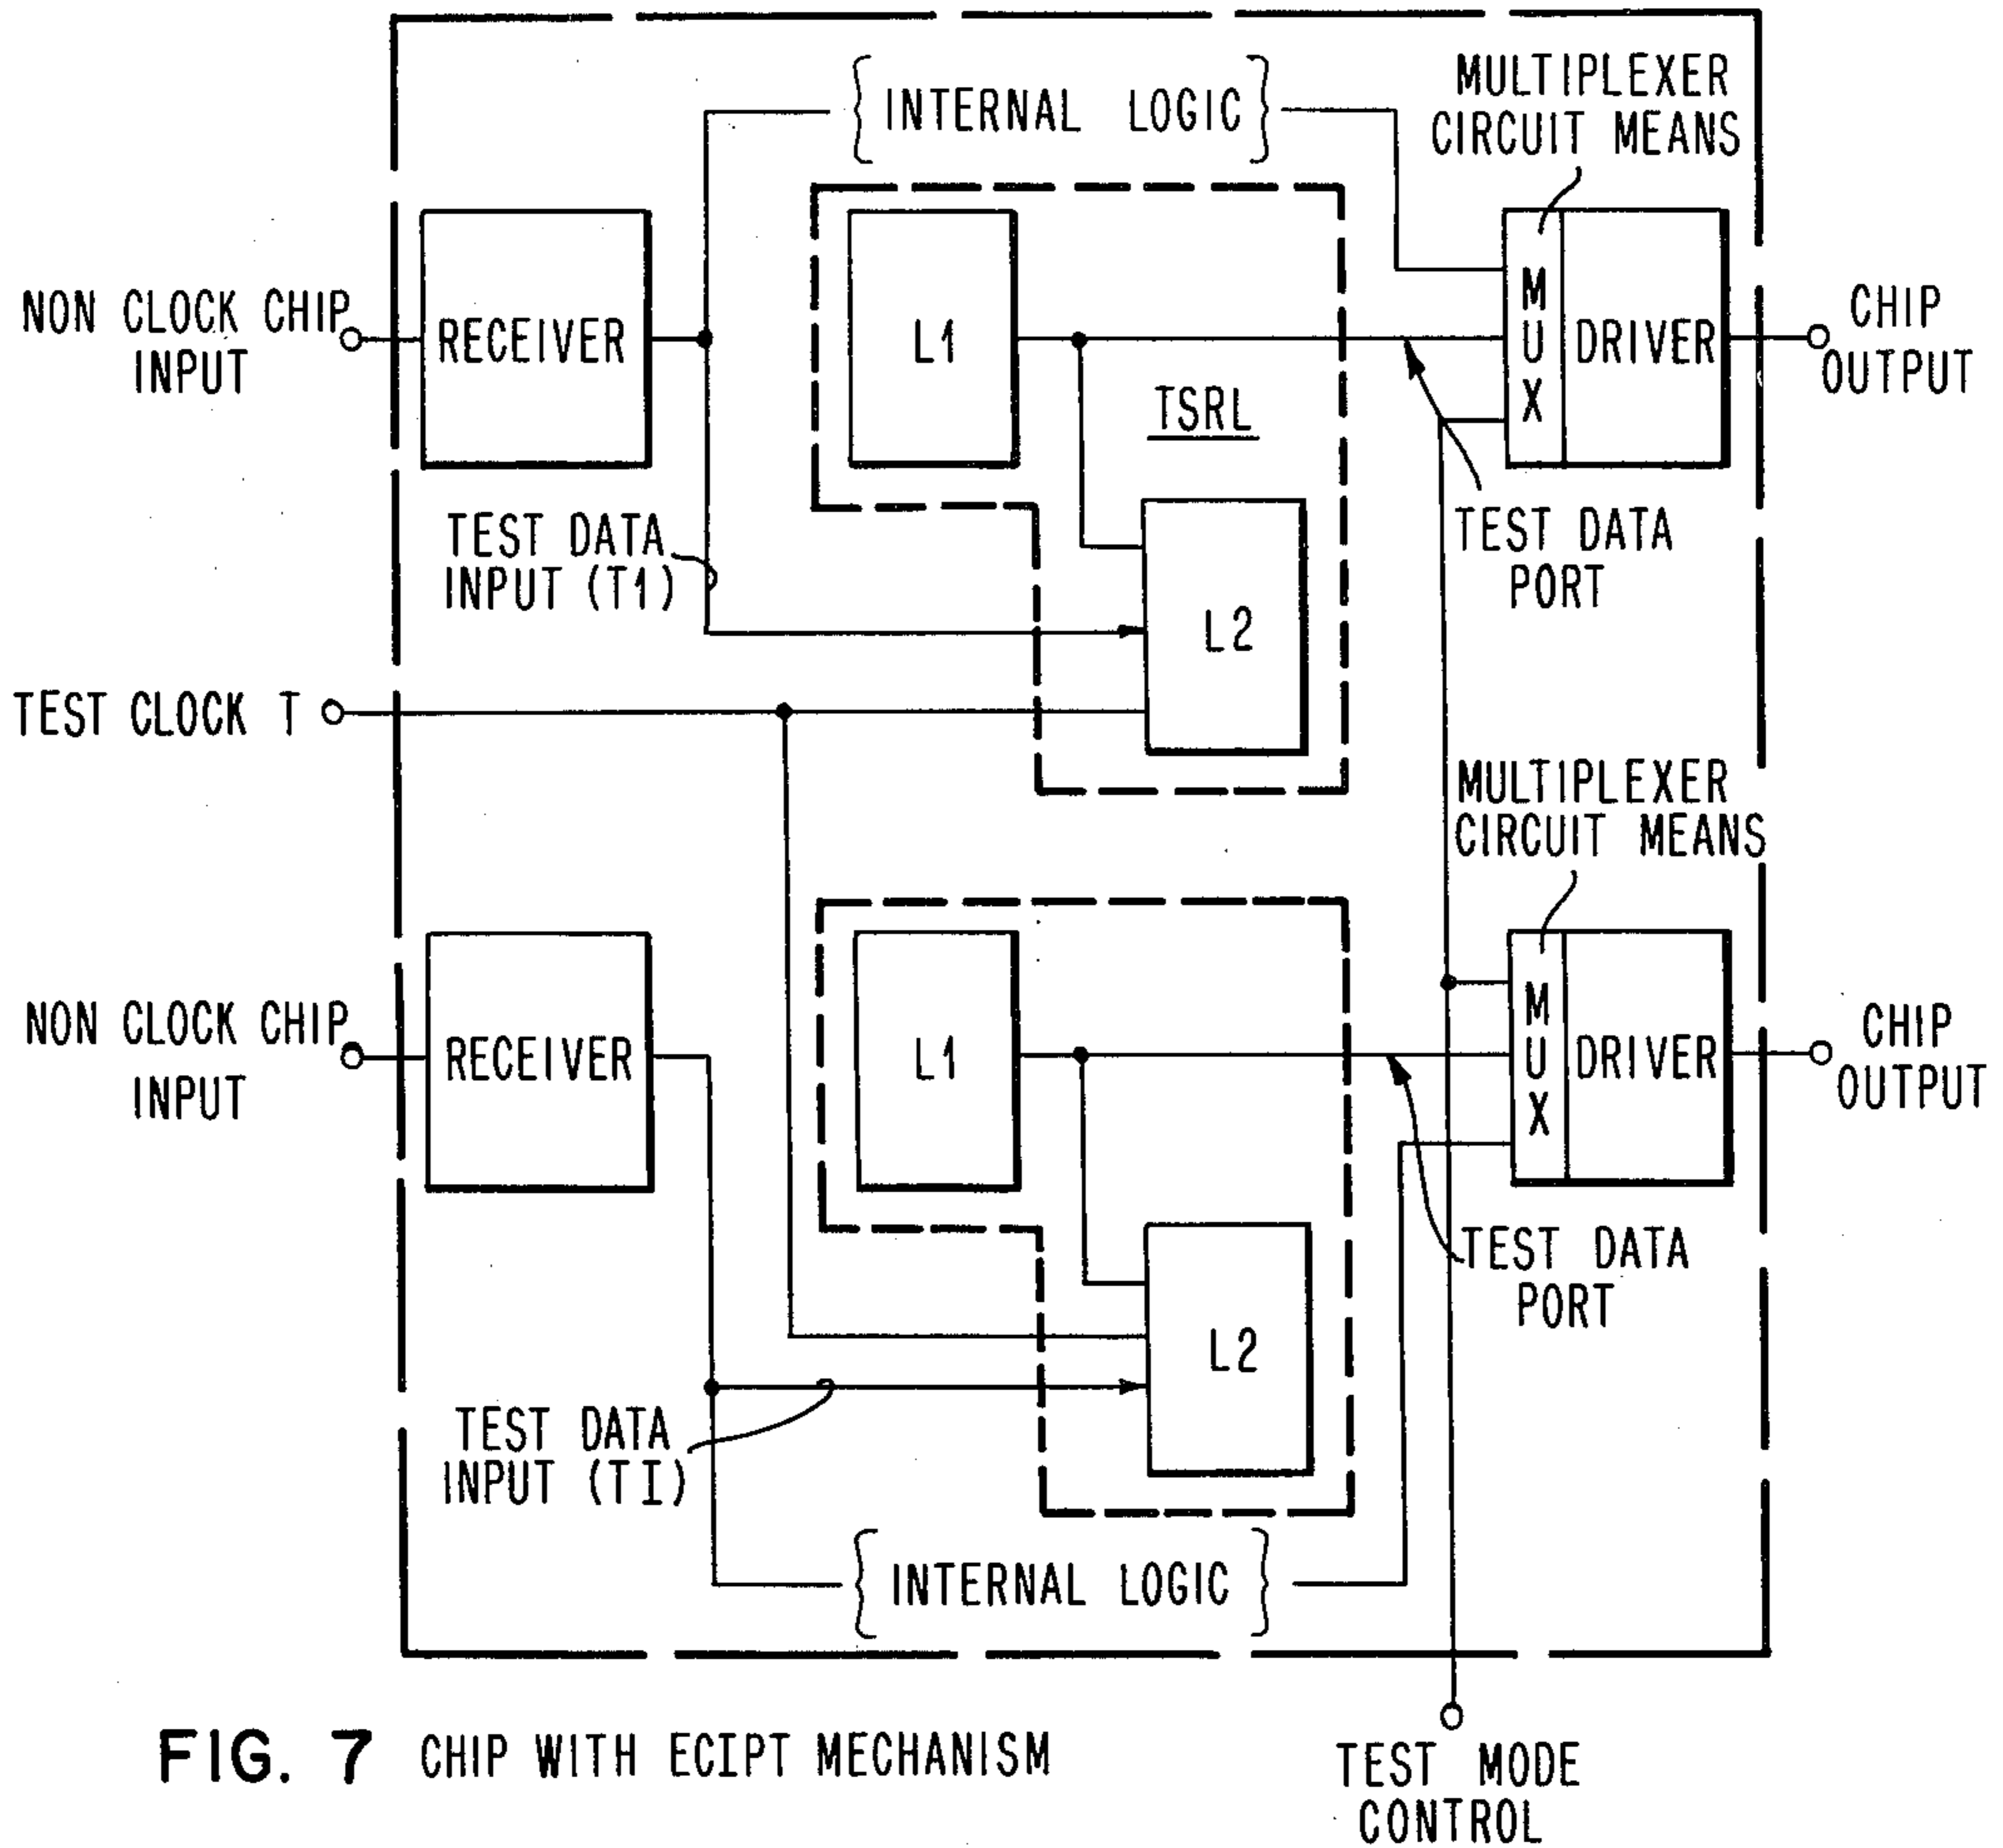 MULTIPLEXER
CIRCUIT MEANS
INTERNAL LOGIC
NON CLOCK CHIP
INPUT
RECEIVER
L1
MUX
DRIVER
CHIP
OUTPUT
TSRL
TEST DATA
INPUT (T1)
TEST DATA
PORT
L2
TEST CLOCK T
MULTIPLEXER
CIRCUIT MEANS
NON CLOCK CHIP
INPUT
RECEIVER
L1
MUX
DRIVER
CHIP
OUTPUT
TEST DATA
PORT
L2
TEST DATA
INPUT (TI)
INTERNAL LOGIC
FIG. 7 CHIP WITH ECIPT MECHANISM
TEST MODE
CONTROL